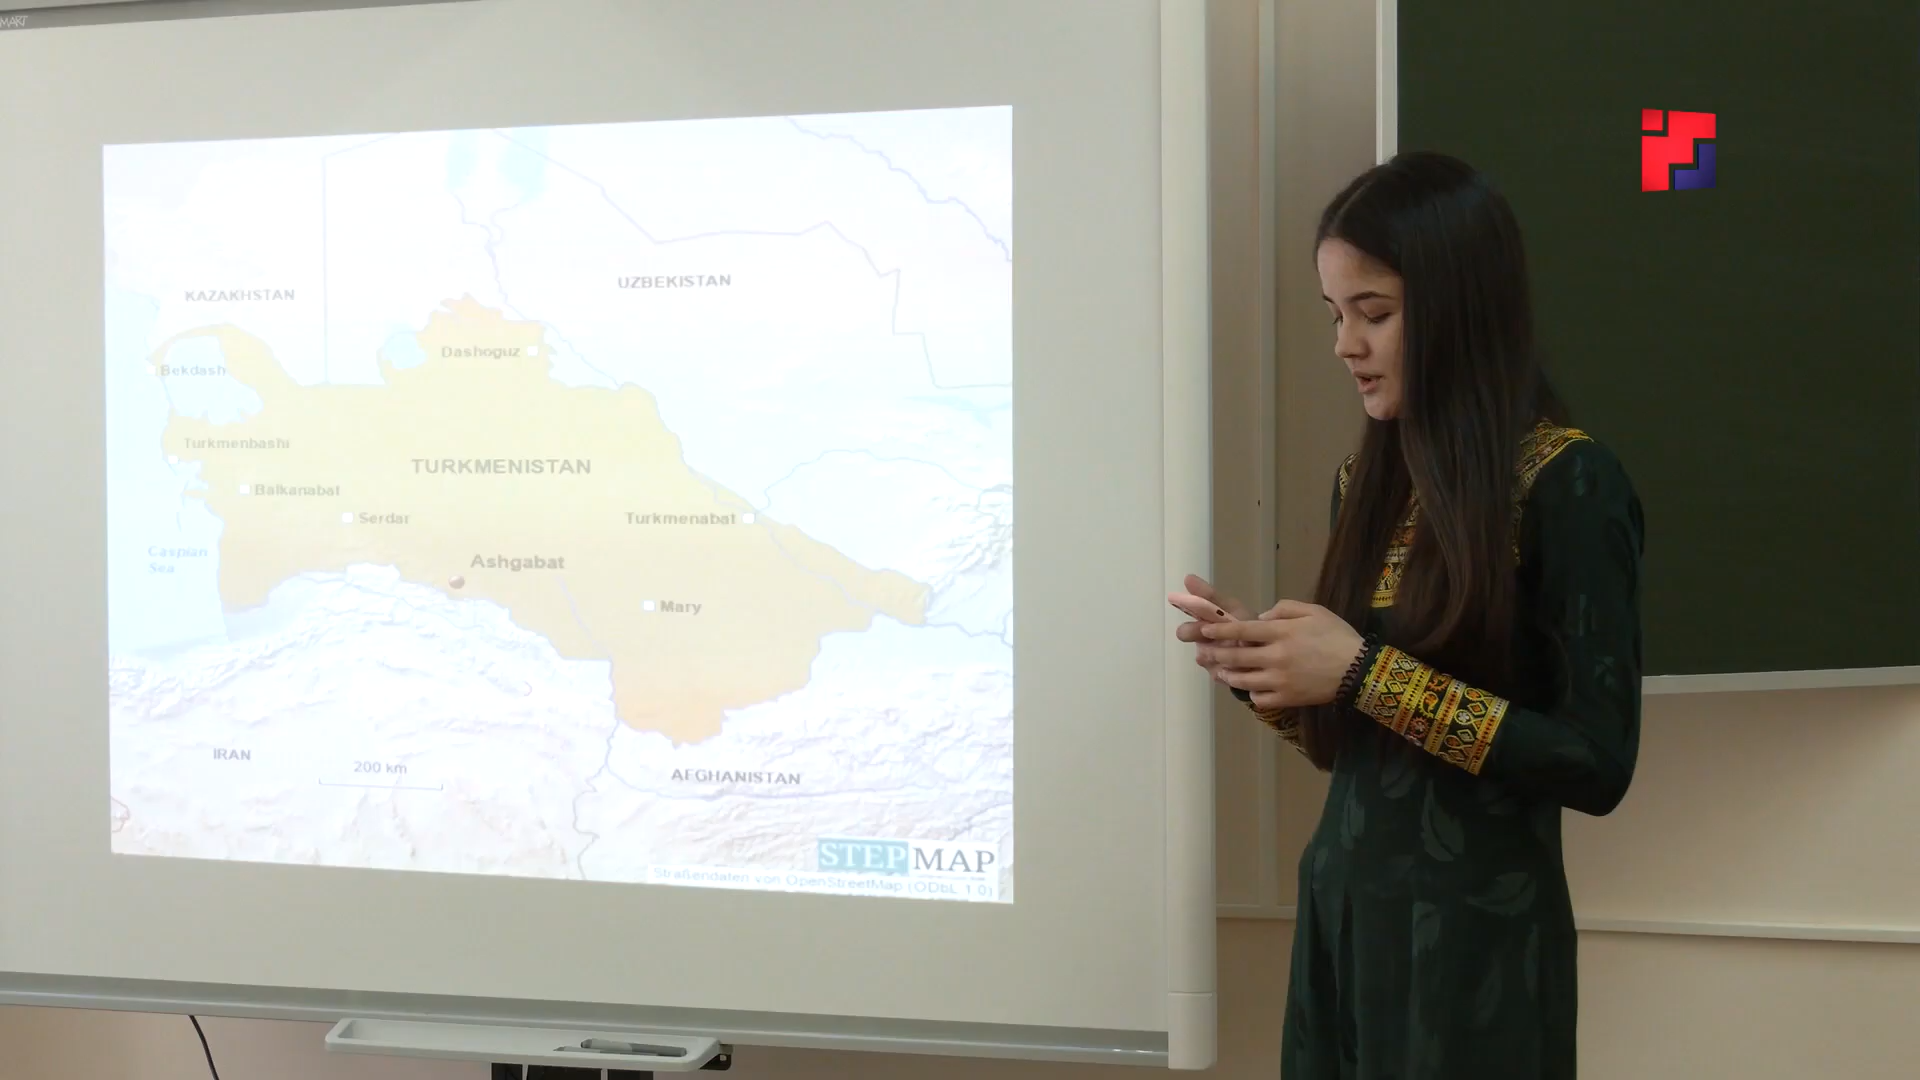 UZBEKISTAN
KAZAKHSTAN
Dashoguz
Bekdash
Turkmenbashi
TURKMENISTAN
Balkanabat
Serdar
Turkmenabat
Caspian
Sea
Ashgabat
Mary
IRAN
200 km
AFGHANISTAN
STEPMAP
Straßendaten von OpenStreetMap (ODbL 1.0)